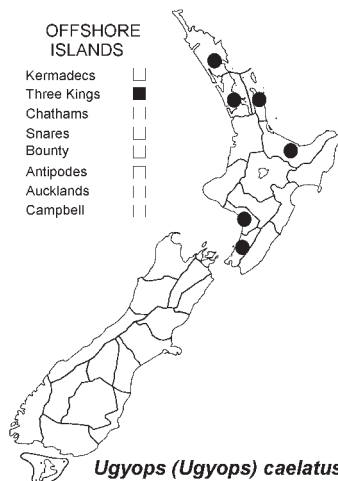 OFFSHORE
ISLANDS
Kermadecs
Three Kings
Chathams
Snares
Bounty
Antipodes
Aucklands
Campbell
Ugyops (Ugyops) caelatus